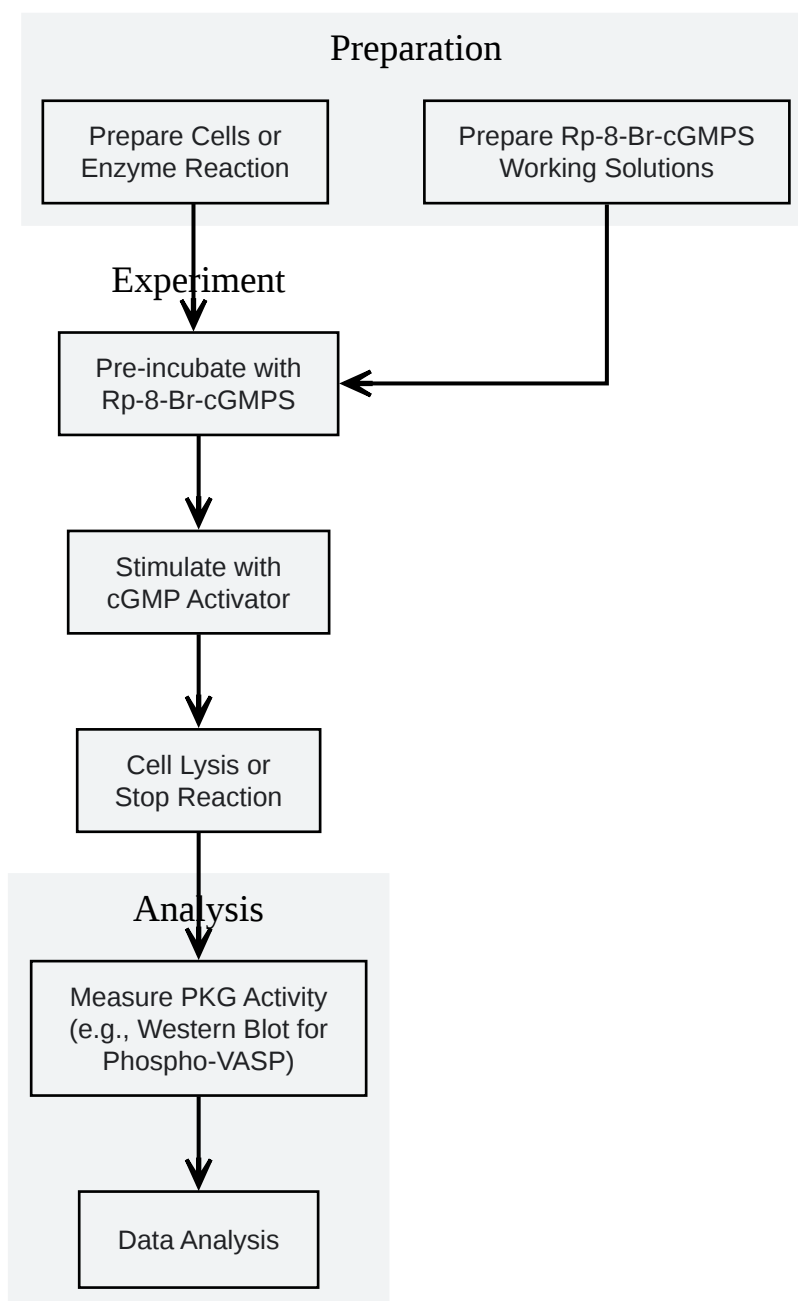 Preparation
Prepare Cells or
Enzyme Reaction
Prepare Rp-8-Br-cGMPS
Working Solutions
Experiment
Pre-incubate with
Rp-8-Br-cGMPS
Stimulate with
cGMP Activator
Cell Lysis or
Stop Reaction
Analysis
Measure PKG Activity
(e.g., Western Blot for
Phospho-VASP)
Data Analysis